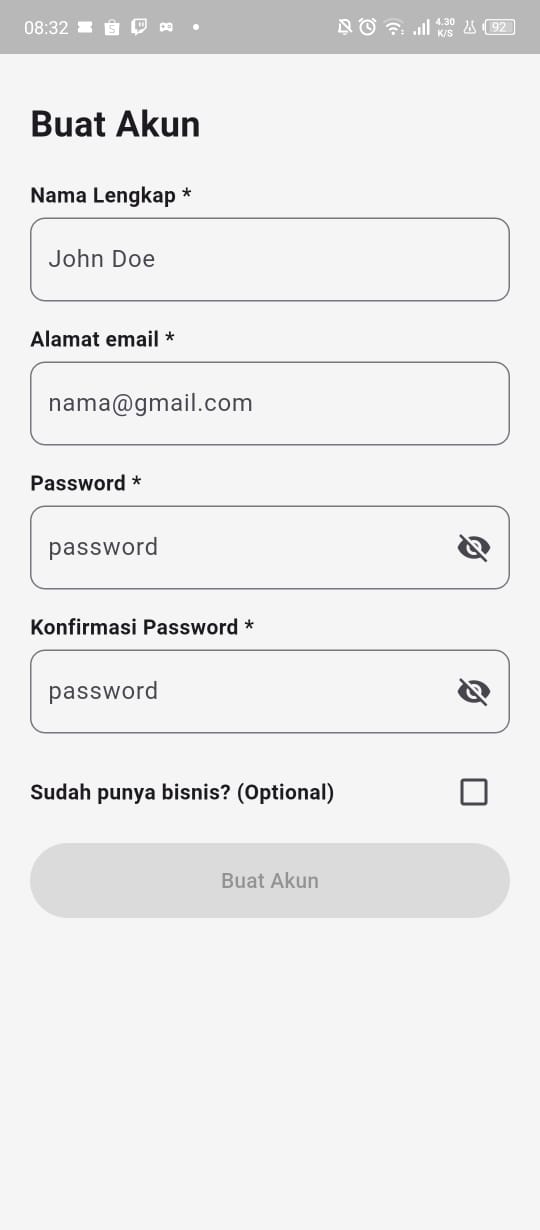 08:32
4.30
K/S
92
Buat Akun
Nama Lengkap *
John Doe
Alamat email *
nama@gmail.com
Password *
password
Konfirmasi Password *
password
Sudah punya bisnis? (Optional)
Buat Akun